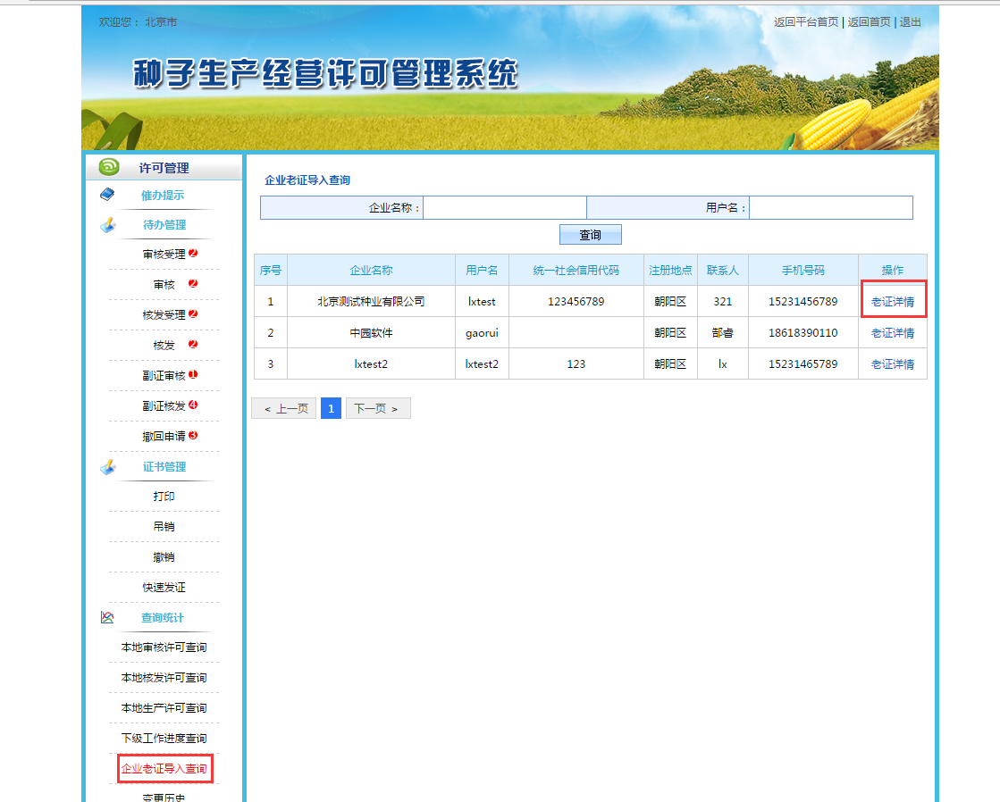 欢迎您： 北京市
返回平台首页 | 返回首页 | 退出
种子生产经营许可管理系统
许可管理
催办提示
待办管理
审核受理 2
审核 2
核发受理 2
核发 2
副证审核 1
副证核发 4
撤回申请 3
证书管理
打印
吊销
撤销
快速发证
查询统计
本地审核许可查询
本地核发许可查询
本地生产许可查询
下级工作进度查询
企业老证导入查询
变更历史
企业老证导入查询
企业名称： 用户名：
查询
序号 企业名称 用户名 统一社会信用代码 注册地点 联系人 手机号码 操作
1 北京测试种业有限公司 lxtest 123456789 朝阳区 321 15231456789 老证详情
2 中园软件 gaorui 朝阳区 郜睿 18618390110 老证详情
3 lxtest2 lxtest2 123 朝阳区 lx 15231465789 老证详情
< 上一页 1 下一页 >